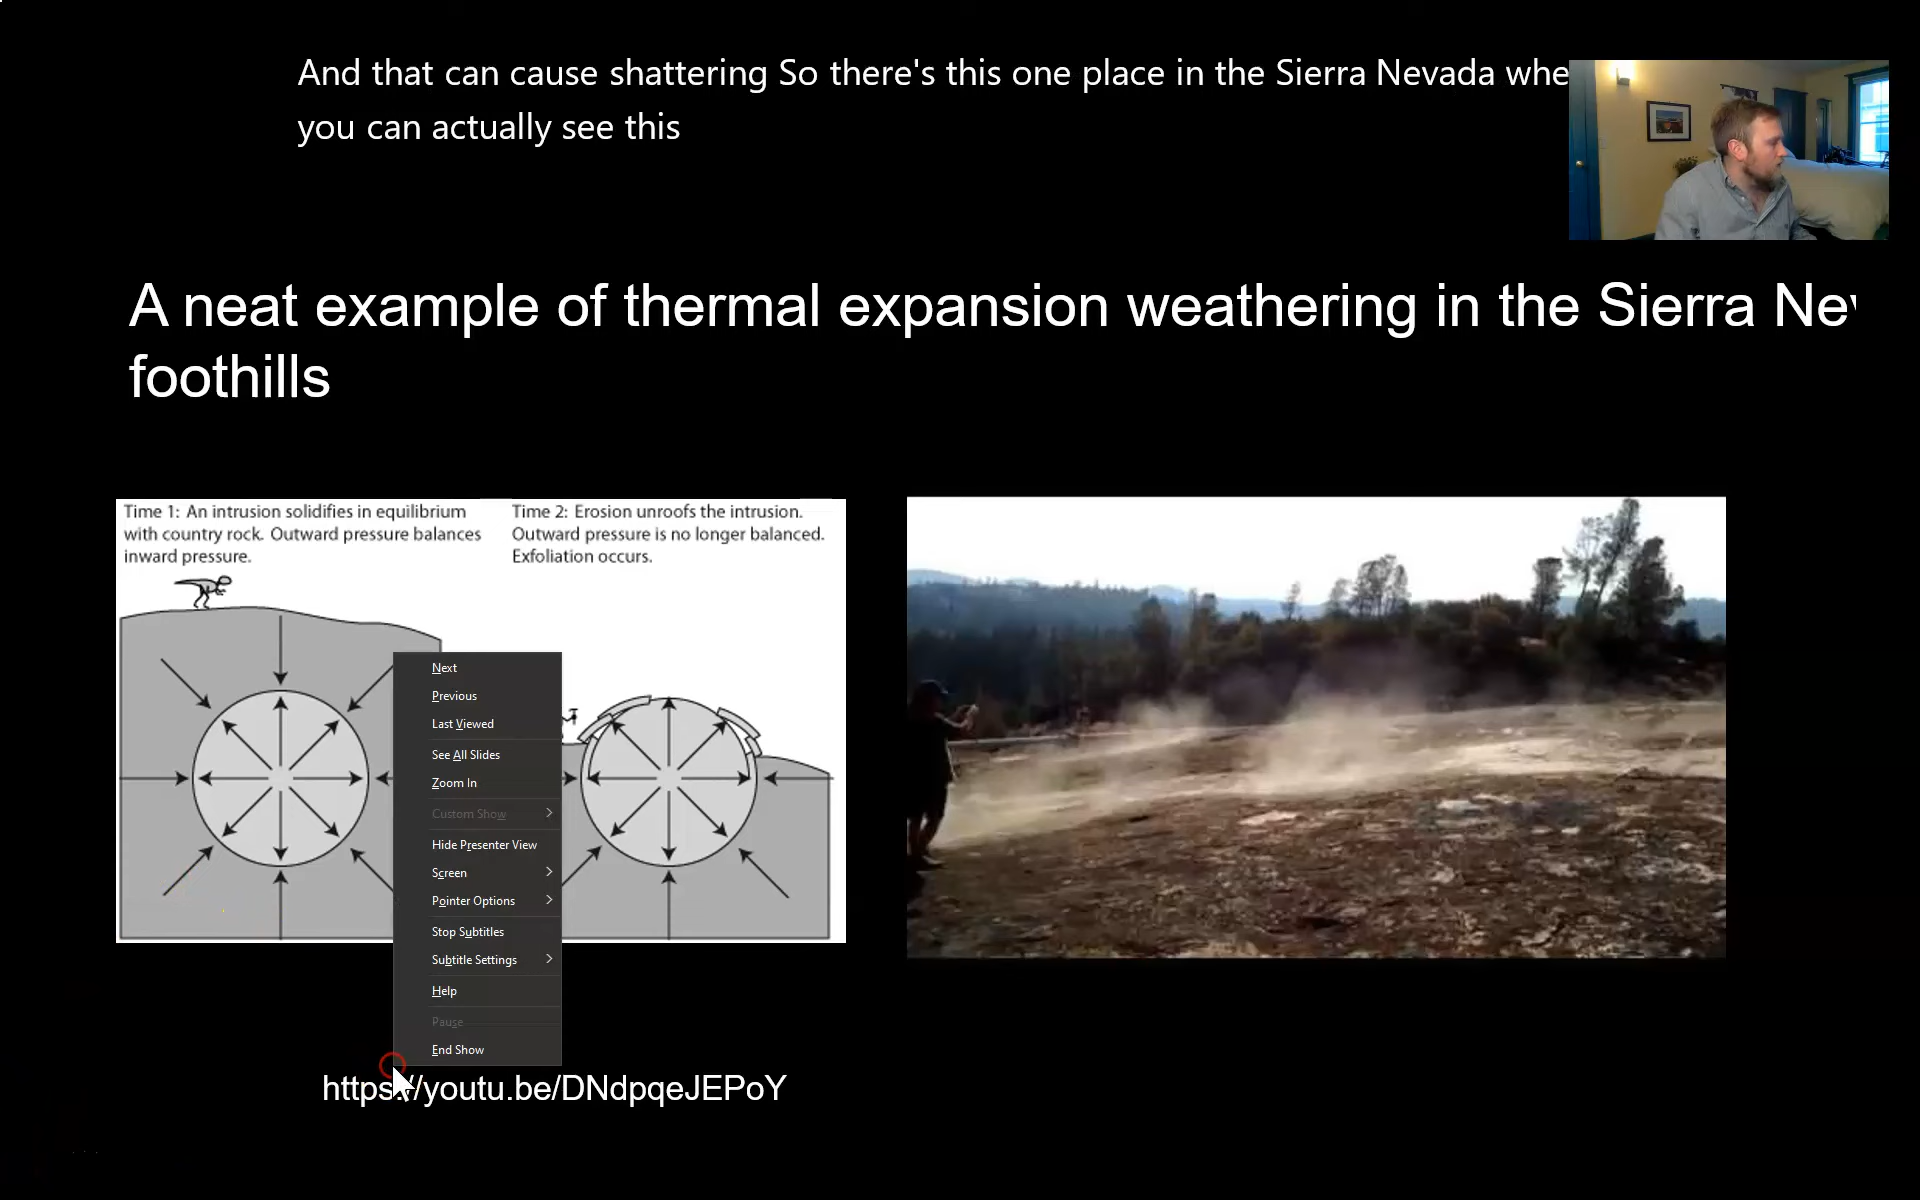 And that can cause shattering So there's this one place in the Sierra Nevada whe
you can actually see this
A neat example of thermal expansion weathering in the Sierra Nev
foothills
Time 1: An intrusion solidifies in equilibrium
with country rock. Outward pressure balances
inward pressure.
Time 2: Erosion unroofs the intrusion.
Outward pressure is no longer balanced.
Exfoliation occurs.
Next
Previous
Last Viewed
See All Slides
Zoom In
Custom Show
Hide Presenter View
Screen
Pointer Options
Stop Subtitles
Subtitle Settings
Help
Pause
End Show
https://youtu.be/DNdpqeJEPoY